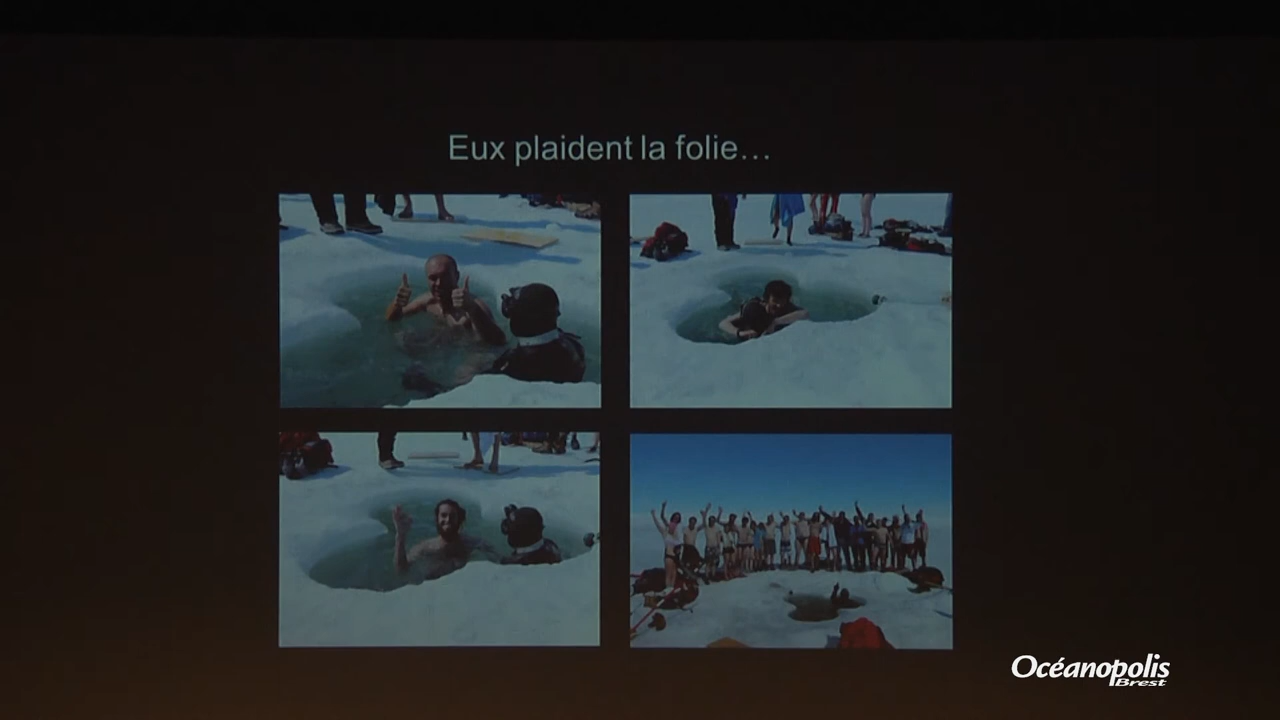 Eux plaident la folie…
Océanopolis
Brest